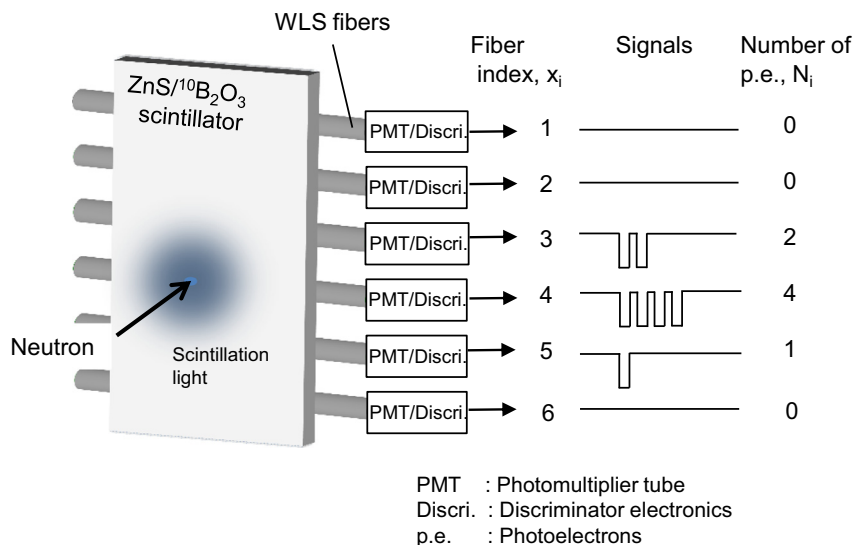 WLS fibers
ZnS/¹⁰B₂O₃
scintillator
Neutron
Scintillation
light
Fiber
index, xᵢ
Signals
Number of
p.e., Nᵢ
PMT/Discri. 1 0
PMT/Discri. 2 0
PMT/Discri. 3 2
PMT/Discri. 4 4
PMT/Discri. 5 1
PMT/Discri. 6 0
PMT : Photomultiplier tube
Discri. : Discriminator electronics
p.e. : Photoelectrons